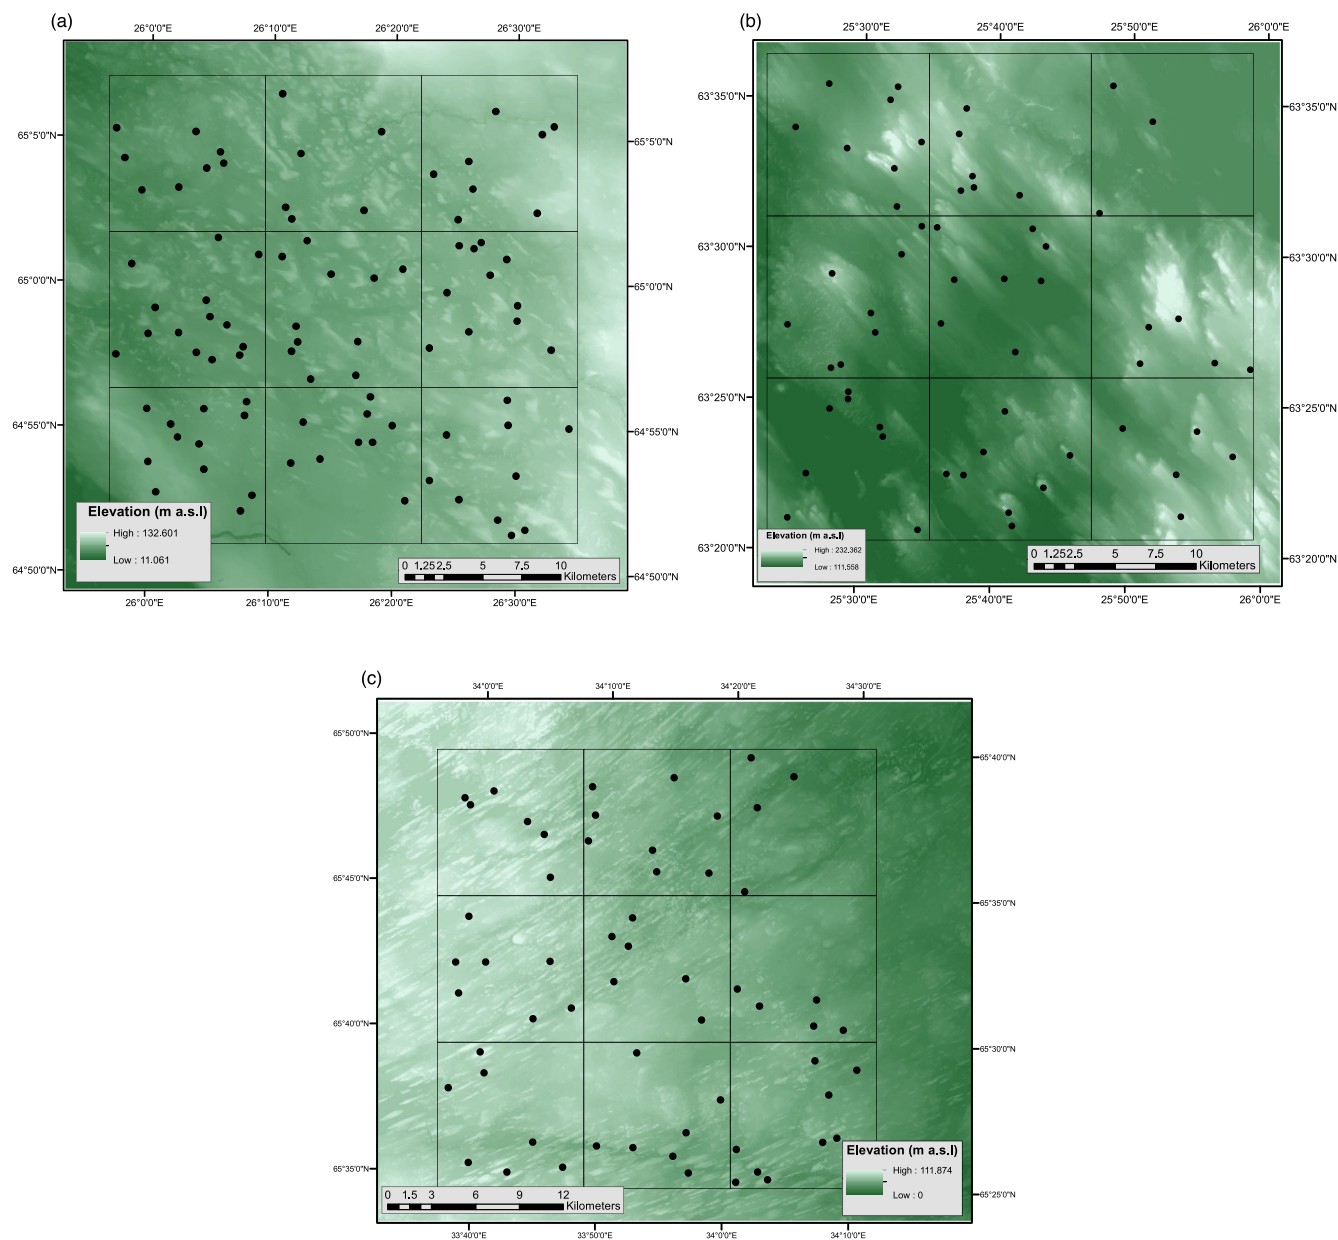 (a)
26°0'0"E 26°10'0"E 26°20'0"E 26°30'0"E
65°5'0"N
65°0'0"N
64°55'0"N
64°50'0"N
65°5'0"N
65°0'0"N
64°55'0"N
64°50'0"N
Elevation (m a.s.l)
High : 132.601
Low : 11.061
0 1.252.5 5 7.5 10
Kilometers
26°0'0"E 26°10'0"E 26°20'0"E 26°30'0"E
(b)
25°30'0"E 25°40'0"E 25°50'0"E 26°0'0"E
63°35'0"N
63°30'0"N
63°25'0"N
63°20'0"N
63°35'0"N
63°30'0"N
63°25'0"N
63°20'0"N
Elevation (m a.s.l)
High : 232.362
Low : 111.558
0 1.252.5 5 7.5 10
Kilometers
25°30'0"E 25°40'0"E 25°50'0"E 26°0'0"E
(c)
34°0'0"E 34°10'0"E 34°20'0"E 34°30'0"E
65°50'0"N
65°45'0"N
65°40'0"N
65°35'0"N
65°40'0"N
65°35'0"N
65°30'0"N
65°25'0"N
Elevation (m a.s.l)
High : 111.874
Low : 0
0 1.5 3 6 9 12
Kilometers
33°40'0"E 33°50'0"E 34°0'0"E 34°10'0"E